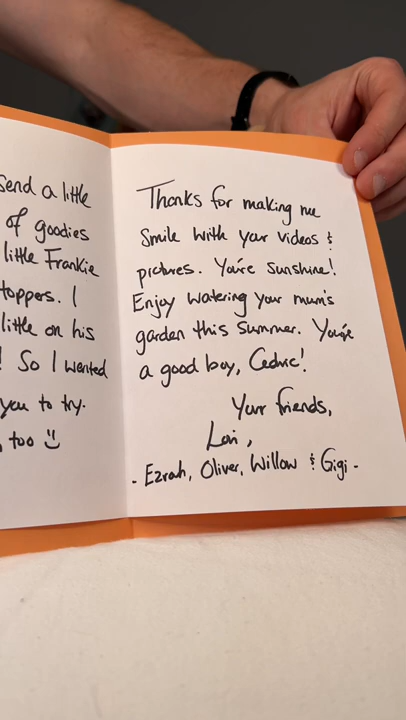 send a little
of goodies
little Frankie
toppers. I
little on his
! So I wanted
you to try.
too :)
Thanks for making me
smile with your videos &
pictures. You're sunshine!
Enjoy watering your mum's
garden this summer. You're
a good boy, Cedric!
Your friends,
Lori,
- Ezrah, Oliver, Willow & Gigi -